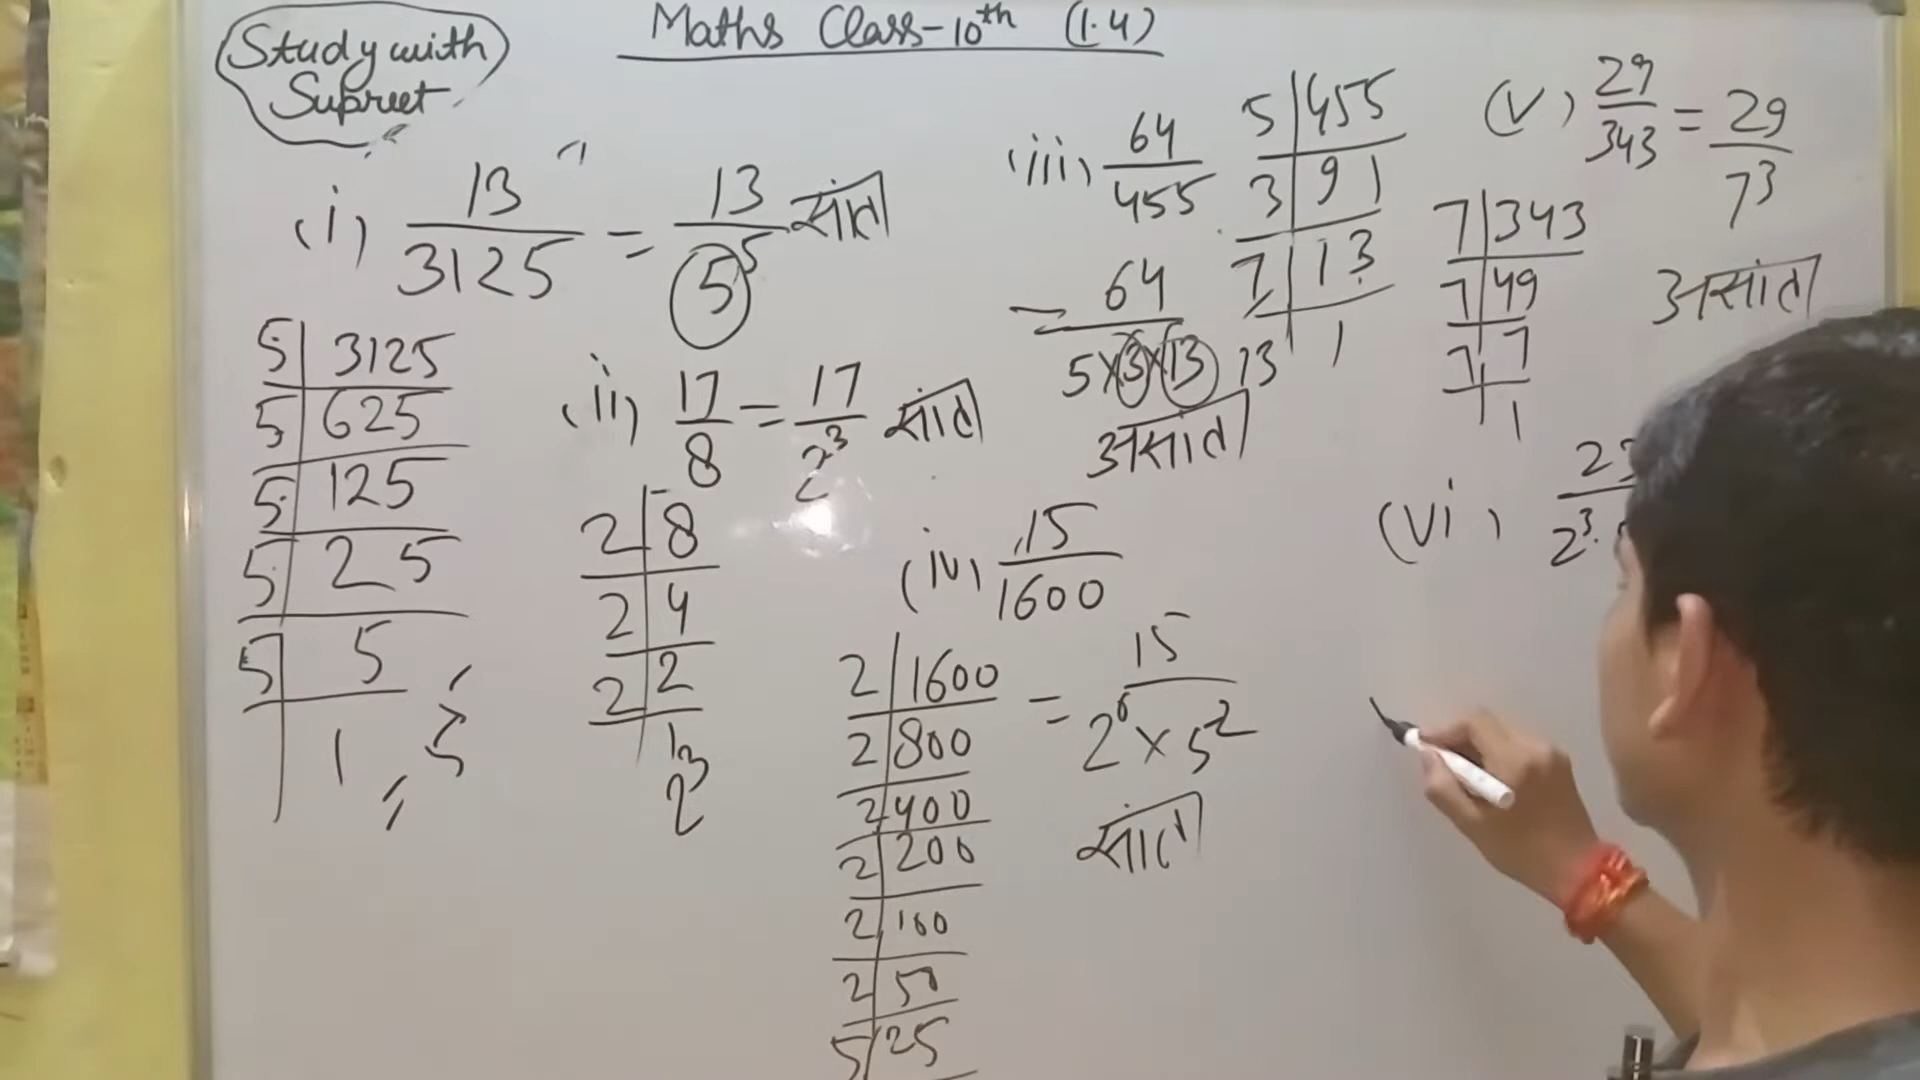 Study with
Supreet
Maths Class-10th (1.4)
(i) 13/3125 = 13/5^5 सांत
5 | 3125
5 | 625
5 | 125
5 | 25
5 | 5
1
(ii) 17/8 = 17/2^3 सांत
2 | 8
2 | 4
2 | 2
1
2^3
(iii) 64/455
5 | 455
3 | 91
7 | 13
13 | 1
= 64/5×3×13
असांत
(iv) 15/1600
2 | 1600
2 | 800
2 | 400
2 | 200
2 | 100
2 | 50
5 | 25
= 15/2^6 × 5^2
सांत
(v) 29/343 = 29/7^3
7 | 343
7 | 49
7 | 7
1
असांत
(vi)
2^3.